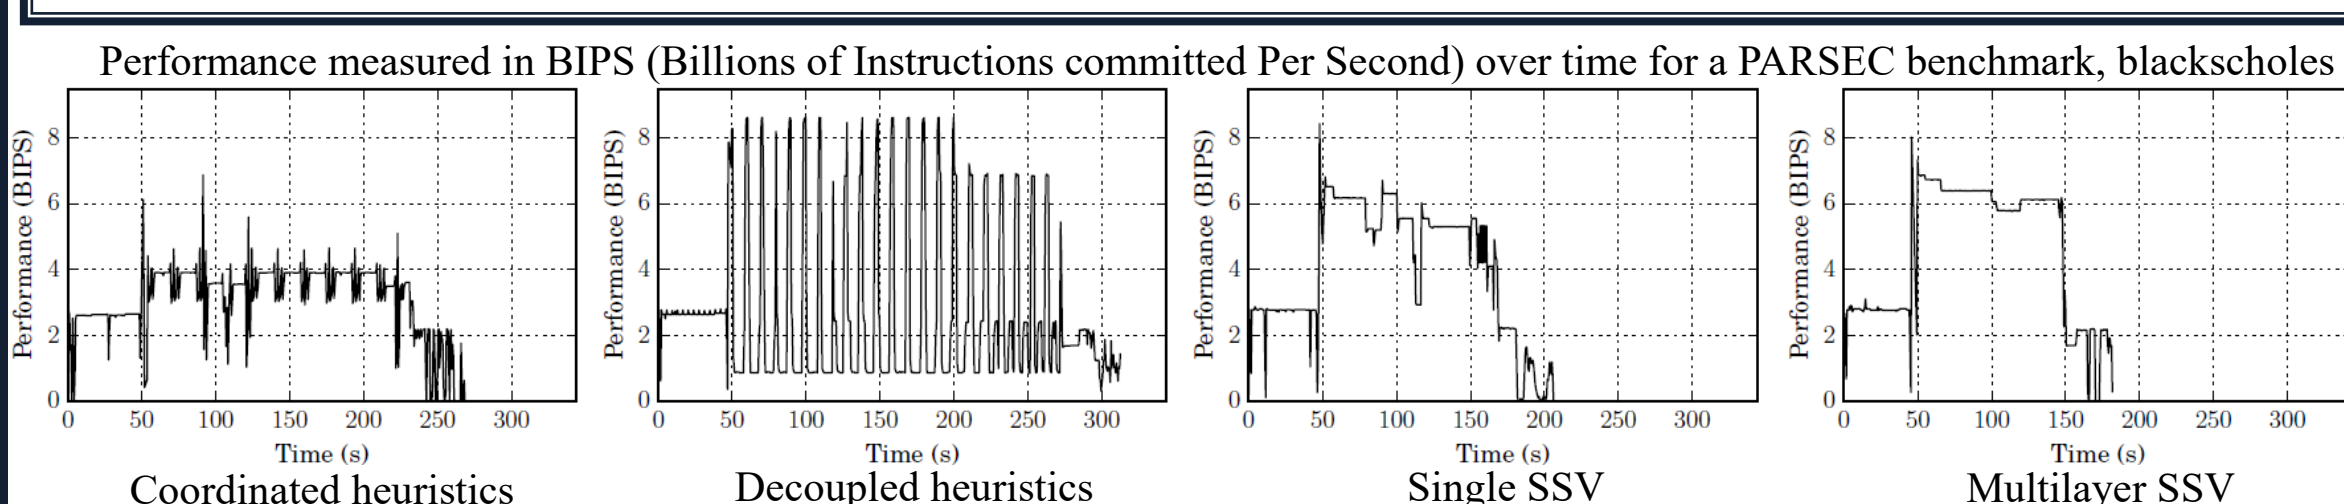 Performance measured in BIPS (Billions of Instructions committed Per Second) over time for a PARSEC benchmark, blackscholes
Performance (BIPS)
8
6
4
2
0
0 50 100 150 200 250 300
Time (s)
Coordinated heuristics
Performance (BIPS)
8
6
4
2
0
0 50 100 150 200 250 300
Time (s)
Decoupled heuristics
Performance (BIPS)
8
6
4
2
0
0 50 100 150 200 250 300
Time (s)
Single SSV
Performance (BIPS)
8
6
4
2
0
0 50 100 150 200 250 300
Time (s)
Multilayer SSV